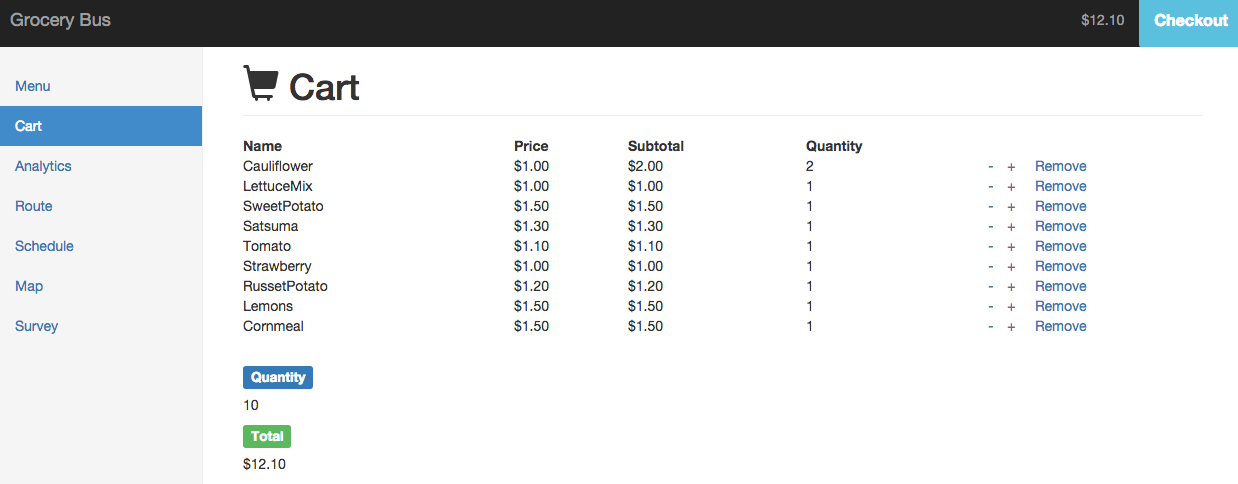 Grocery Bus $12.10 Checkout
Menu
Cart
Analytics
Route
Schedule
Map
Survey
Cart
Name Price Subtotal Quantity
Cauliflower $1.00 $2.00 2 - + Remove
LettuceMix $1.00 $1.00 1 - + Remove
SweetPotato $1.50 $1.50 1 - + Remove
Satsuma $1.30 $1.30 1 - + Remove
Tomato $1.10 $1.10 1 - + Remove
Strawberry $1.00 $1.00 1 - + Remove
RussetPotato $1.20 $1.20 1 - + Remove
Lemons $1.50 $1.50 1 - + Remove
Cornmeal $1.50 $1.50 1 - + Remove
Quantity
10
Total
$12.10